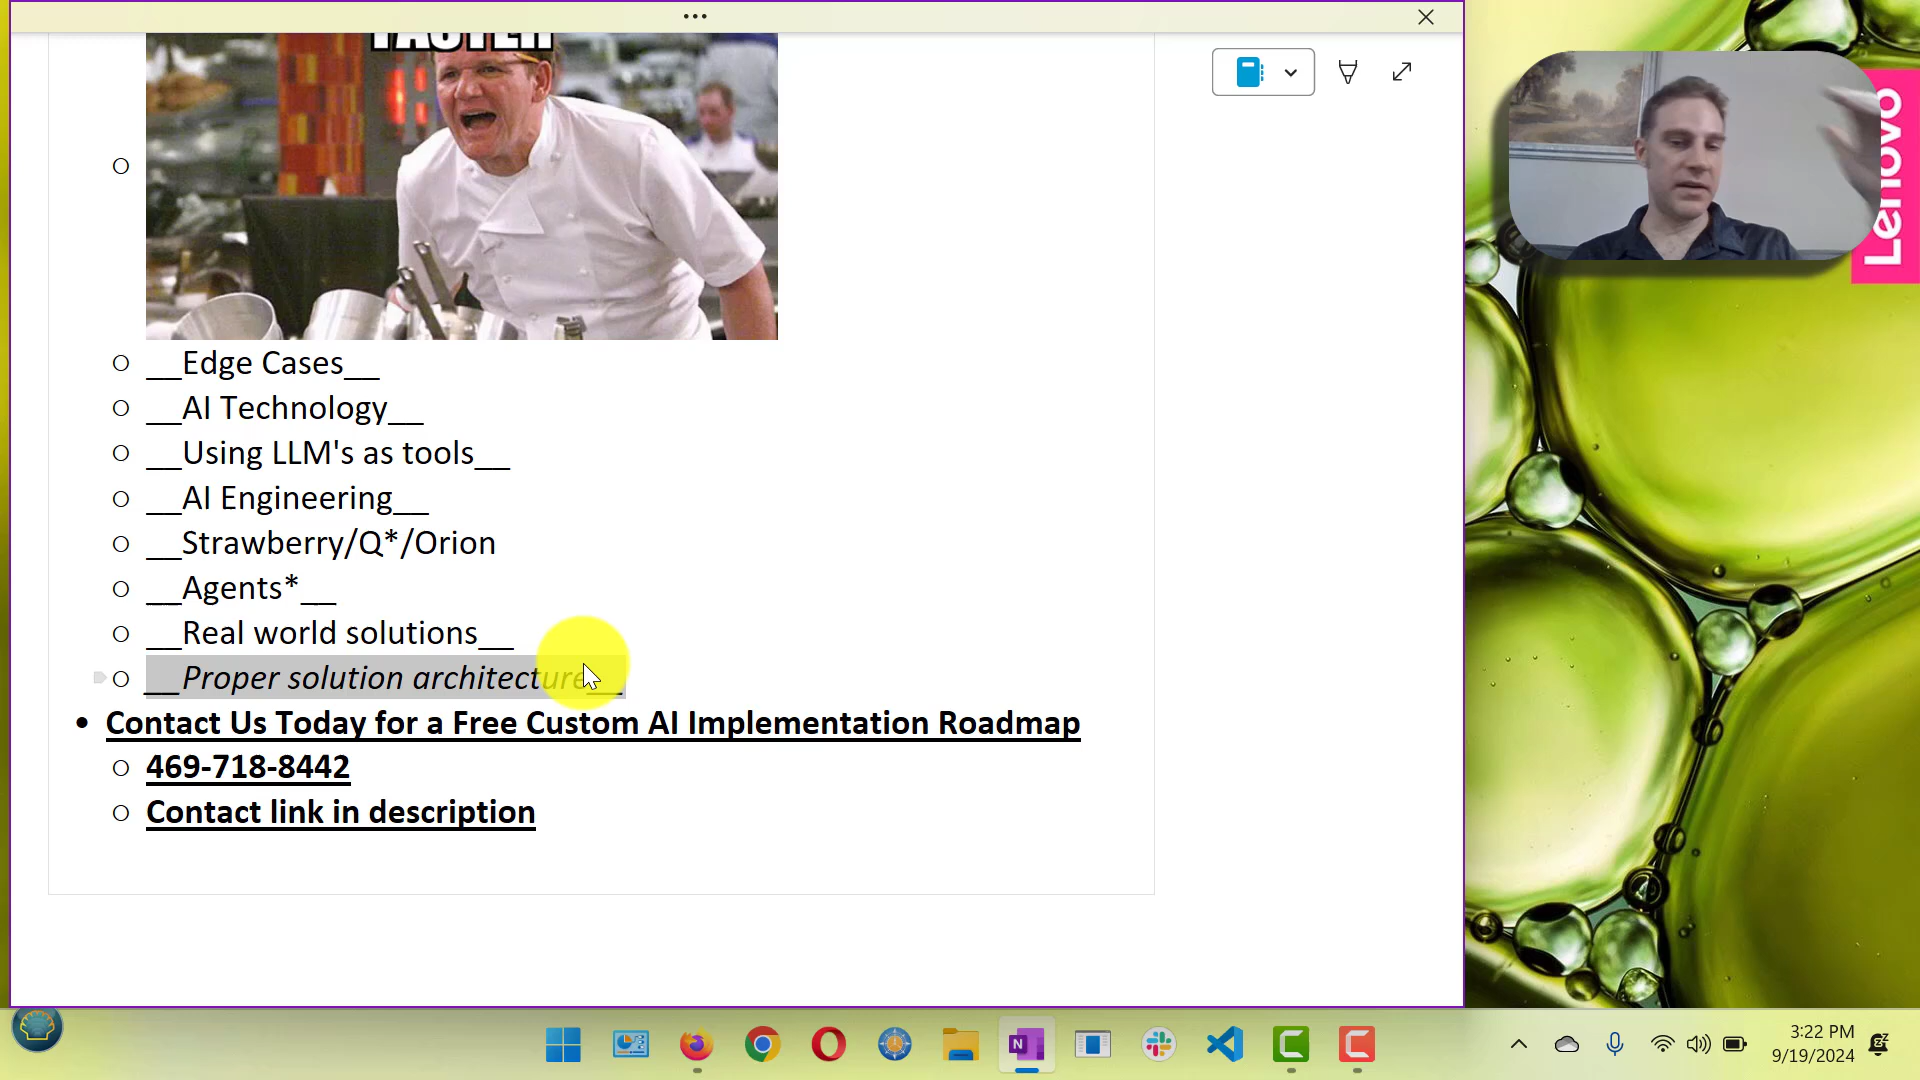 __Edge Cases__
__AI Technology__
__Using LLM's as tools__
__AI Engineering__
__Strawberry/Q*/Orion
__Agents*__
__Real world solutions__
__Proper solution architecture__
Contact Us Today for a Free Custom AI Implementation Roadmap
469-718-8442
Contact link in description
Lenovo
3:22 PM
9/19/2024